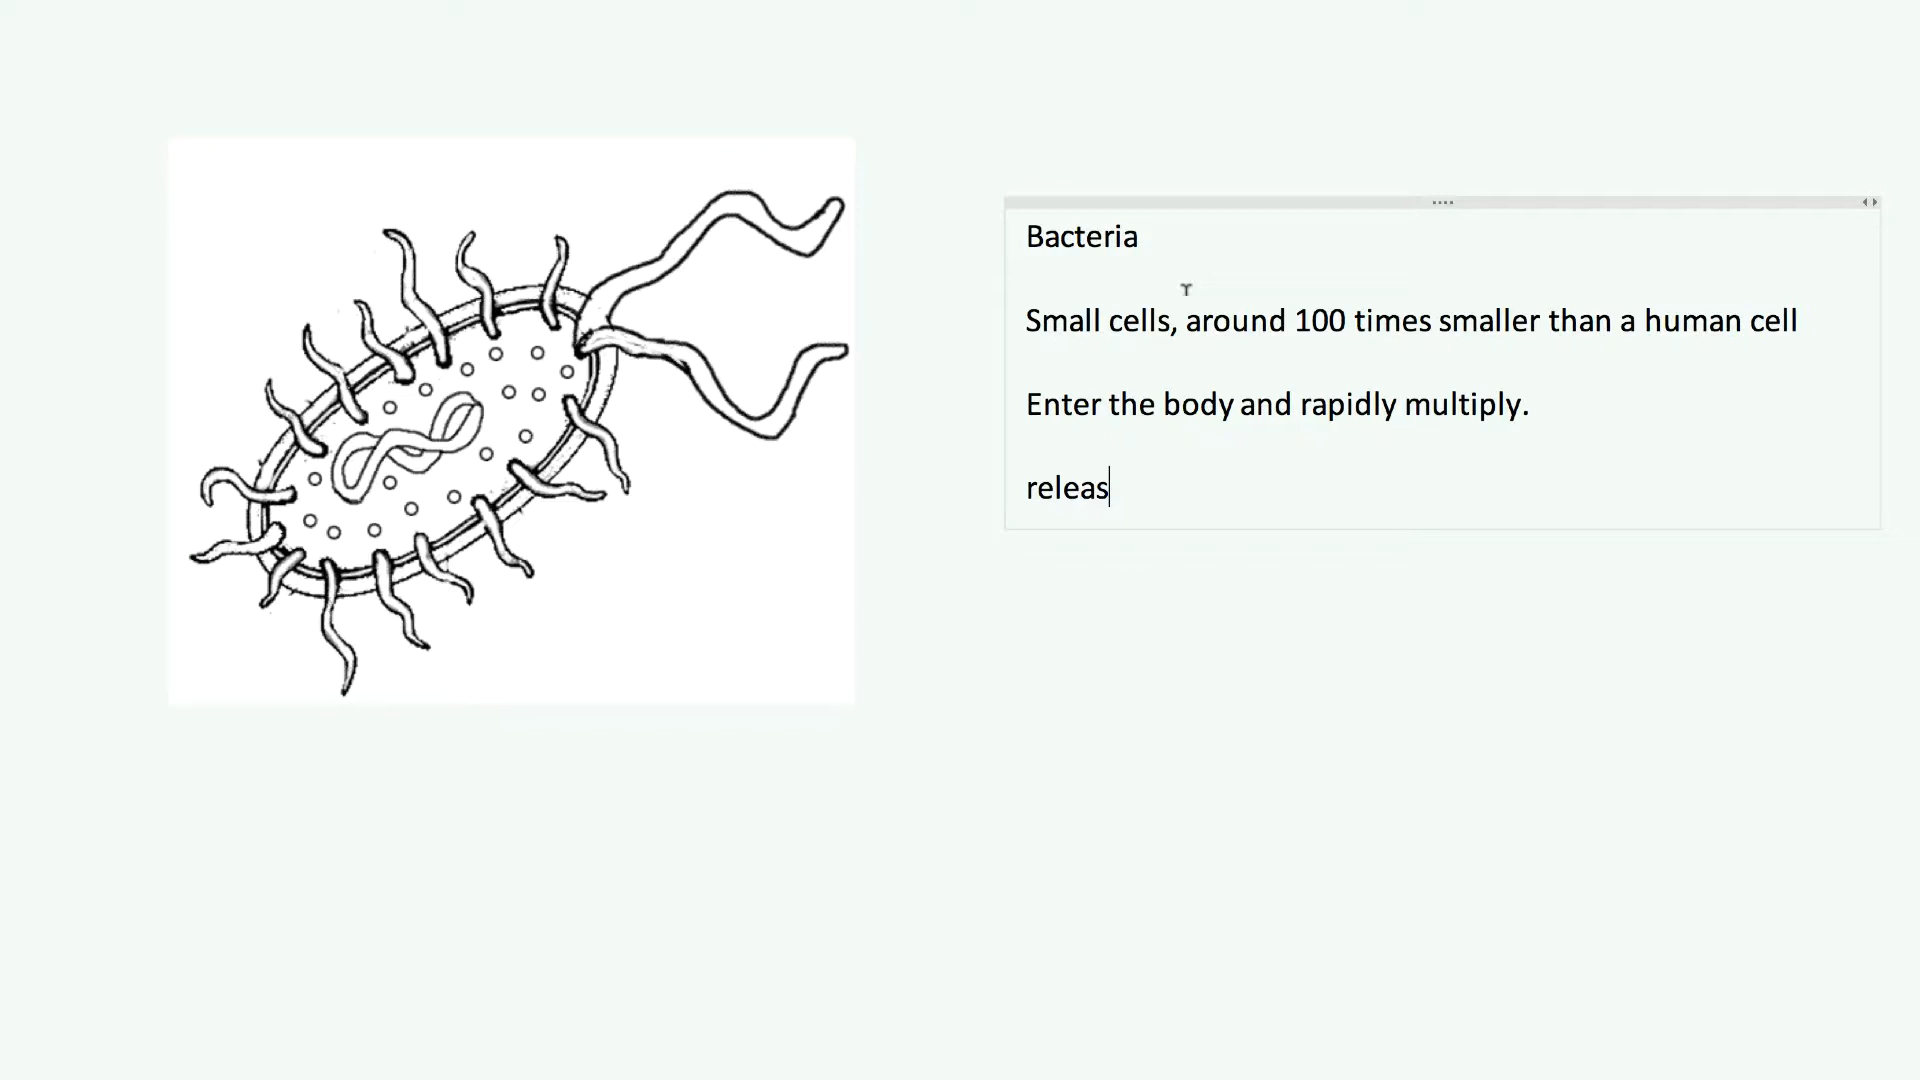 Bacteria
Small cells, around 100 times smaller than a human cell
Enter the body and rapidly multiply.
releas